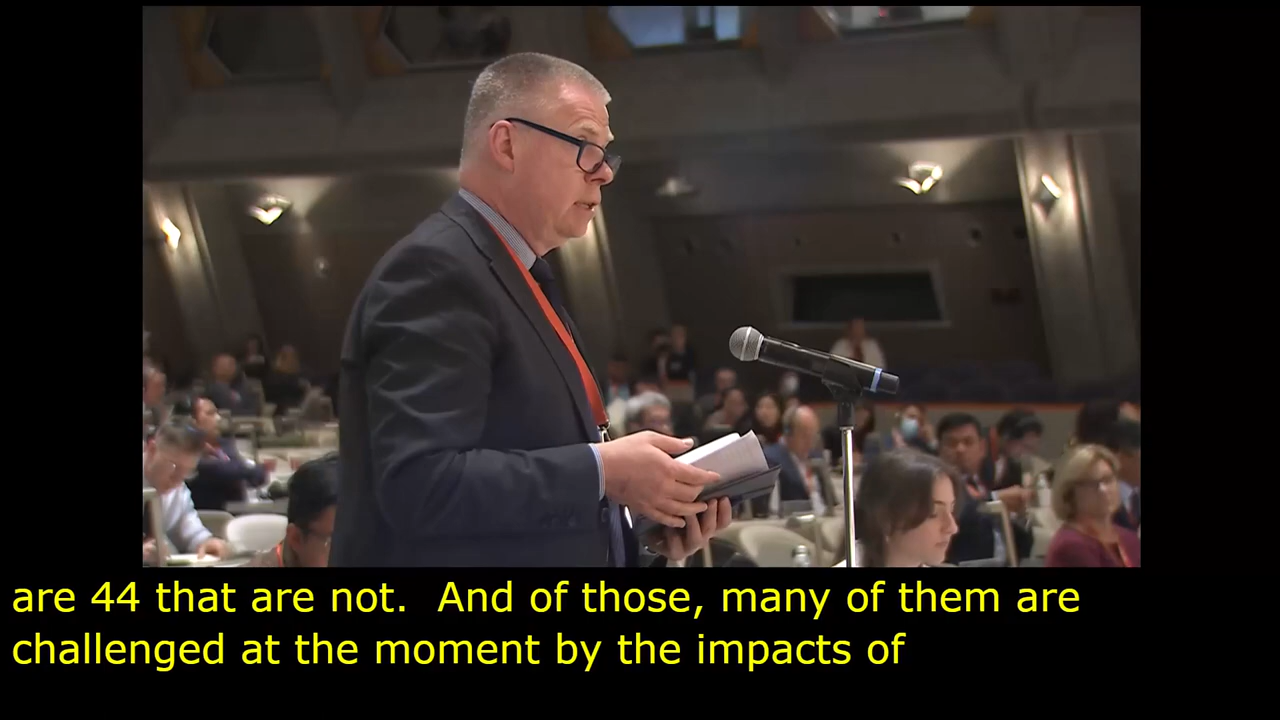 are 44 that are not.  And of those, many of them are
challenged at the moment by the impacts of